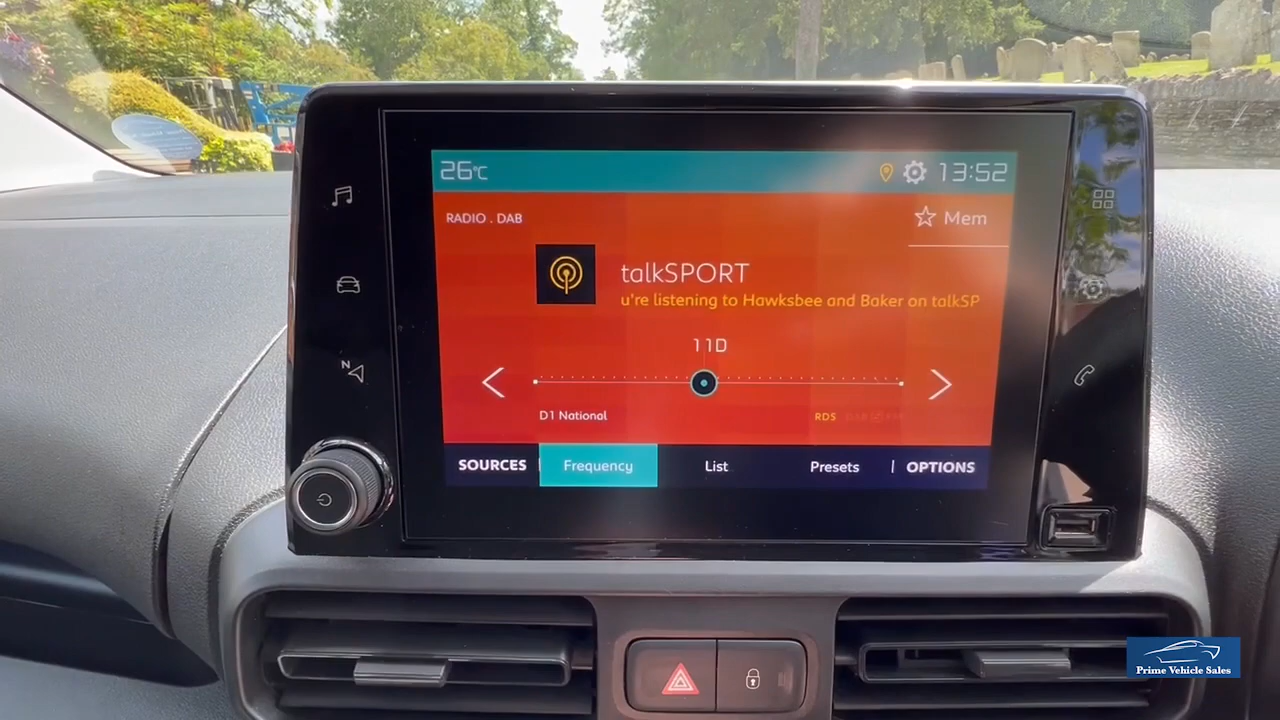 26°C
13:52
RADIO . DAB
Mem
talkSPORT
u're listening to Hawksbee and Baker on talkSP
11D
D1 National
RDS
SOURCES
Frequency
List
Presets
OPTIONS
N
Prime Vehicle Sales